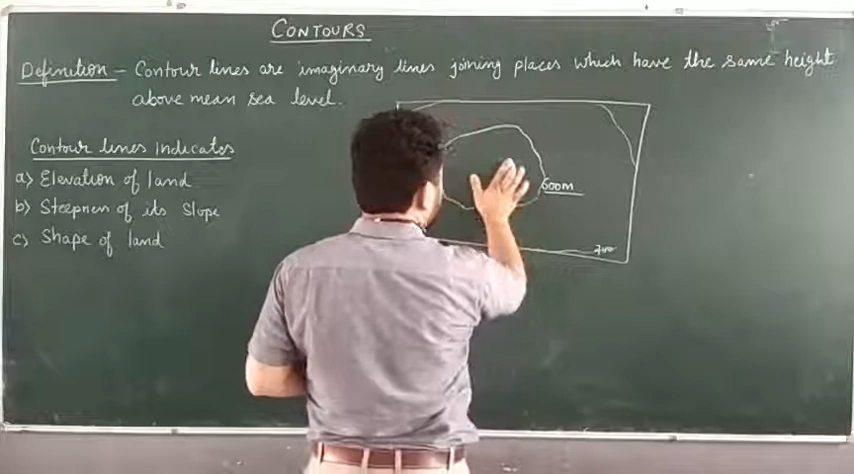 CONTOURS
Definition - Contour lines are imaginary lines joining places which have the same height
above mean sea level.
Contour lines indicates
a) Elevation of land
b) Steepness of its slope
c) Shape of land
600m
700